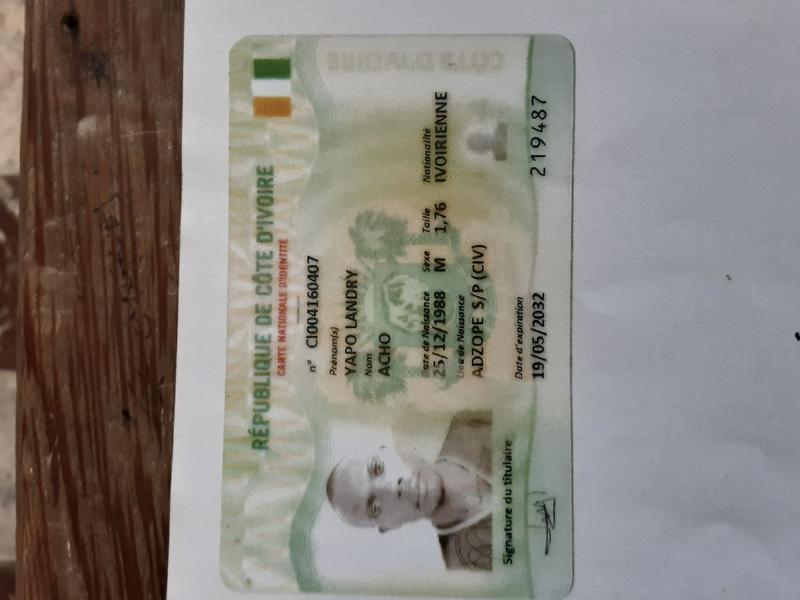 RÉPUBLIQUE DE CÔTE D'IVOIRE
CARTE NATIONALE D'IDENTITÉ
n° CI004160407
Prénom(s)
YAPO LANDRY
Nom
ACHO
Date de Naissance Sexe Taille Nationalité
25/12/1988 M 1,76 IVOIRIENNE
Lieu de Naissance
ADZOPE S/P (CIV)
Date d'expiration
19/05/2032 219487
Signature du titulaire
CÔTE D'IVOIRE